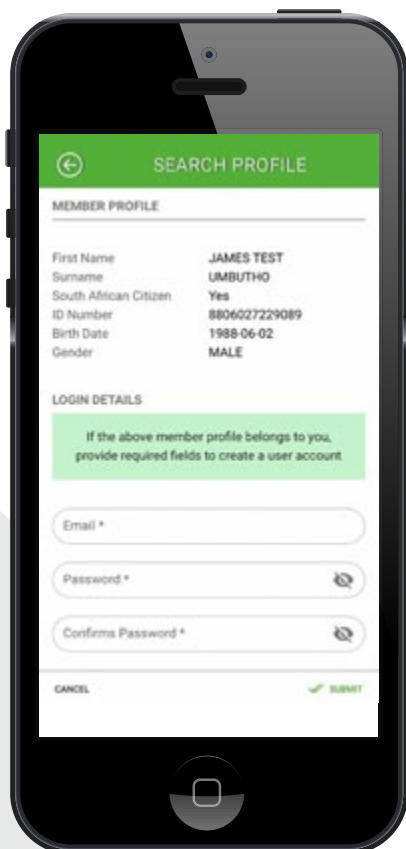 SEARCH PROFILE
MEMBER PROFILE
First Name JAMES TEST
Surname UMBUTHO
South African Citizen Yes
ID Number 8806027229089
Birth Date 1988-06-02
Gender MALE
LOGIN DETAILS
If the above member profile belongs to you,
provide required fields to create a user account
Email *
Password *
Confirms Password *
CANCEL SUBMIT